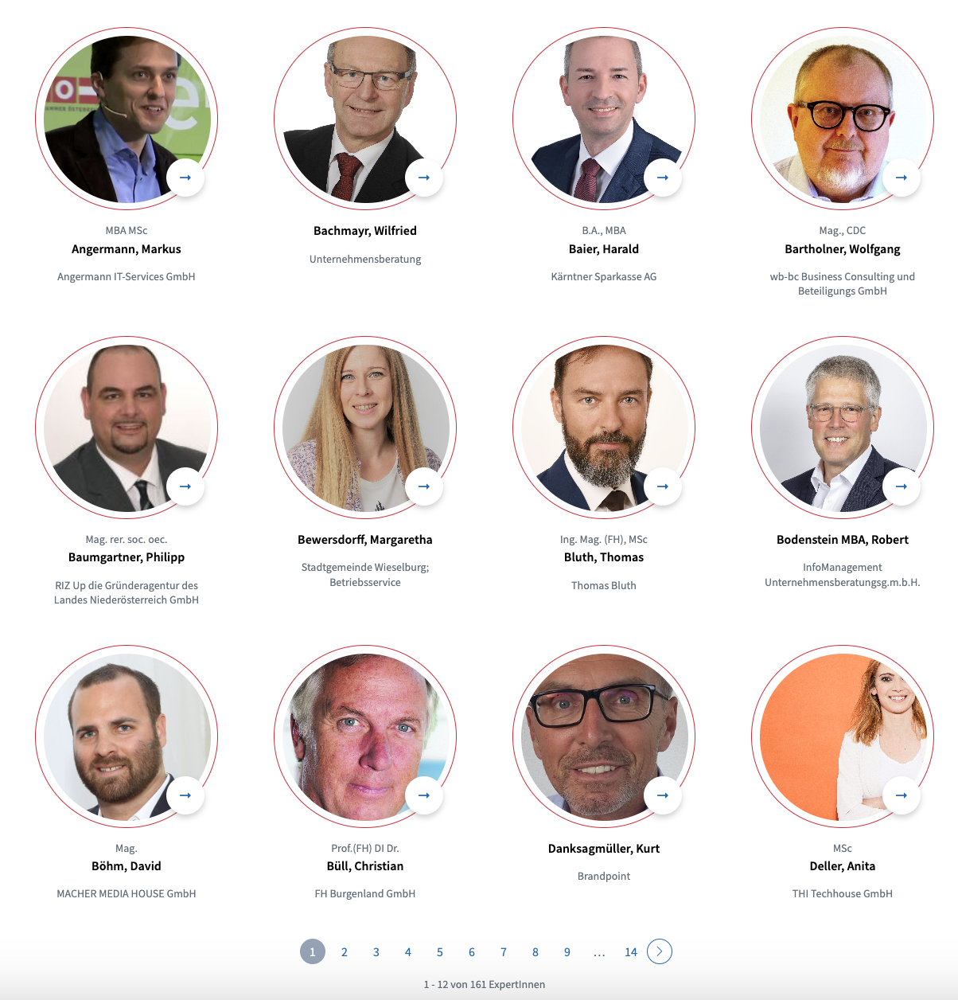 MBA MSc
Angermann, Markus
Angermann IT-Services GmbH
Bachmayr, Wilfried
Unternehmensberatung
B.A., MBA
Baier, Harald
Kärntner Sparkasse AG
Mag., CDC
Bartholner, Wolfgang
wb-bc Business Consulting und
Beteiligungs GmbH
Mag. rer. soc. oec.
Baumgartner, Philipp
RIZ Up die Gründeragentur des
Landes Niederösterreich GmbH
Bewersdorff, Margaretha
Stadtgemeinde Wieselburg;
Betriebsservice
Ing. Mag. (FH), MSc
Bluth, Thomas
Thomas Bluth
Bodenstein MBA, Robert
InfoManagement
Unternehmensberatungsg.m.b.H.
Mag.
Böhm, David
MACHER MEDIA HOUSE GmbH
Prof.(FH) DI Dr.
Büll, Christian
FH Burgenland GmbH
Danksagmüller, Kurt
Brandpoint
MSc
Deller, Anita
THI Techhouse GmbH
1 2 3 4 5 6 7 8 9 … 14
1 - 12 von 161 ExpertInnen